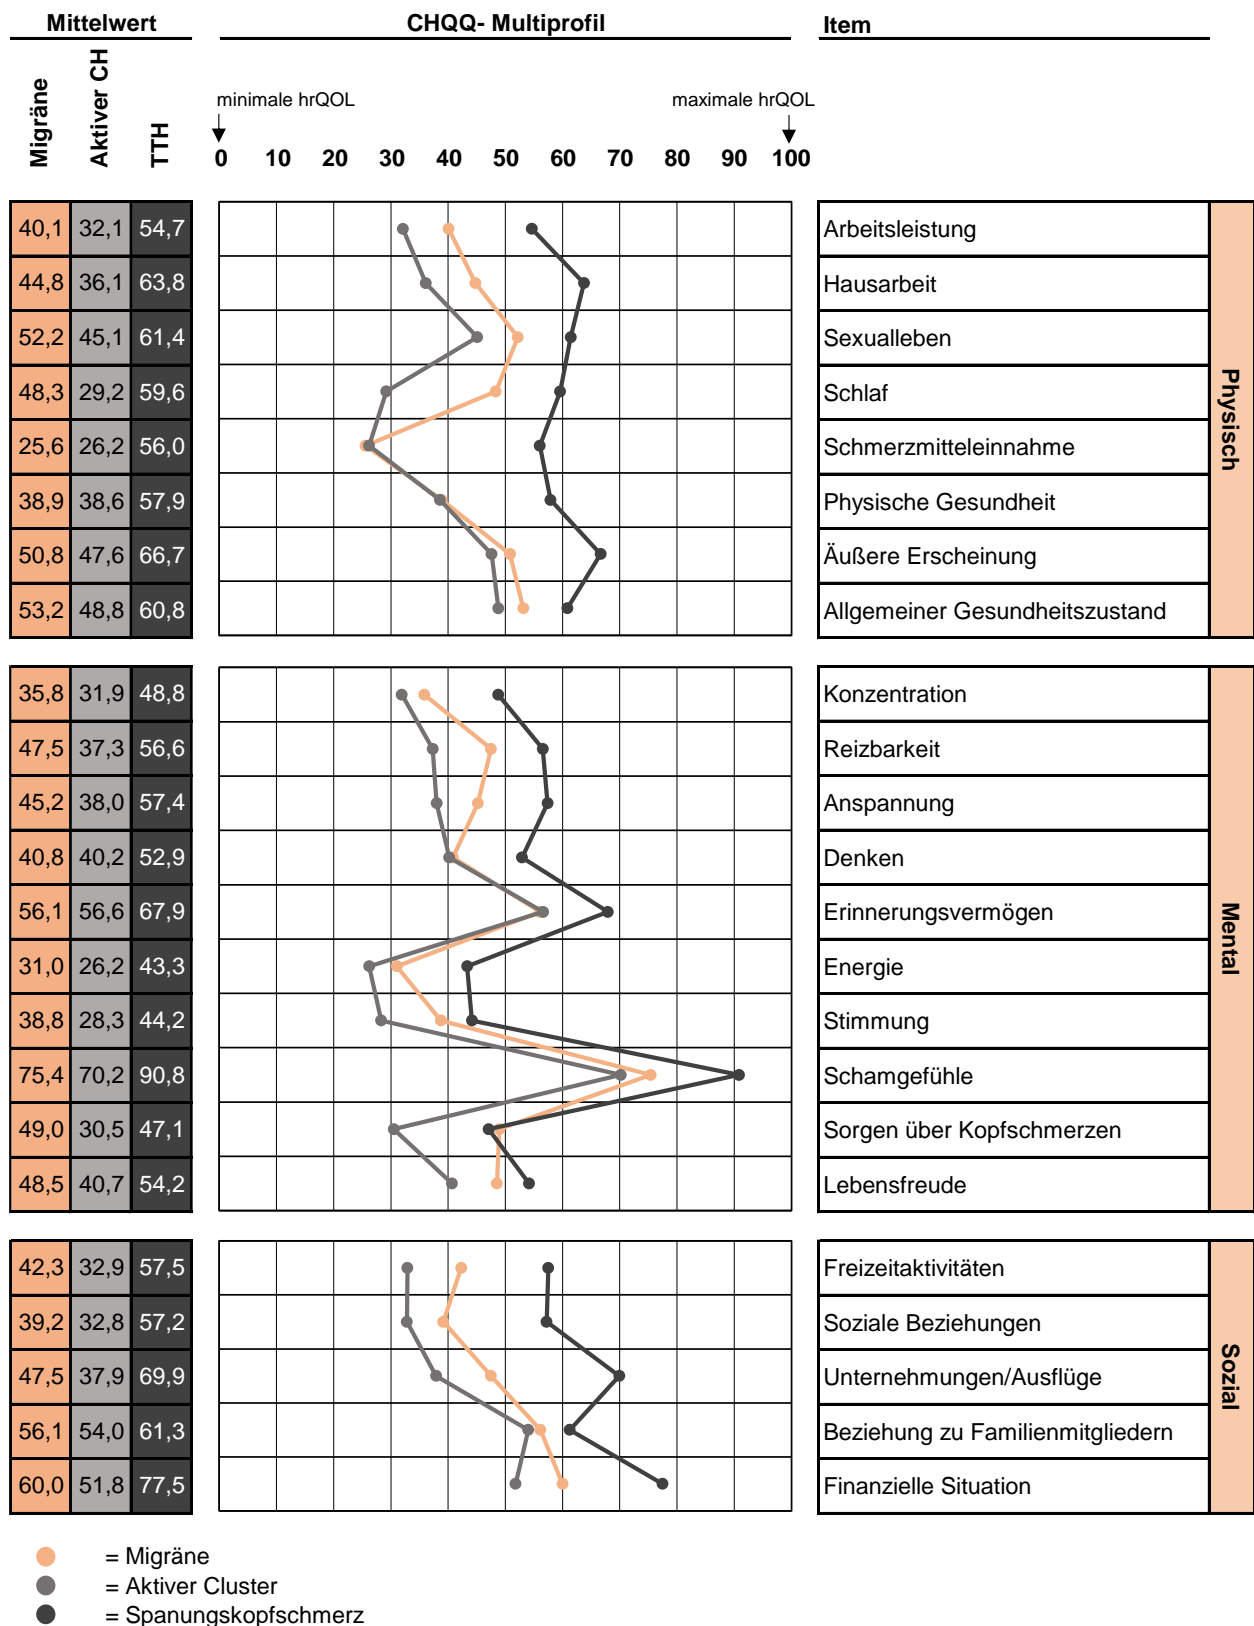 Mittelwert CHQQ- Multiprofil Item
Migräne Aktiver CH TTH
minimale hrQOL maximale hrQOL
0 10 20 30 40 50 60 70 80 90 100
40,1 32,1 54,7 Arbeitsleistung
44,8 36,1 63,8 Hausarbeit
52,2 45,1 61,4 Sexualleben
48,3 29,2 59,6 Schlaf
25,6 26,2 56,0 Schmerzmitteleinnahme
38,9 38,6 57,9 Physische Gesundheit
50,8 47,6 66,7 Äußere Erscheinung
53,2 48,8 60,8 Allgemeiner Gesundheitszustand
Physisch
35,8 31,9 48,8 Konzentration
47,5 37,3 56,6 Reizbarkeit
45,2 38,0 57,4 Anspannung
40,8 40,2 52,9 Denken
56,1 56,6 67,9 Erinnerungsvermögen
31,0 26,2 43,3 Energie
38,8 28,3 44,2 Stimmung
75,4 70,2 90,8 Schamgefühle
49,0 30,5 47,1 Sorgen über Kopfschmerzen
48,5 40,7 54,2 Lebensfreude
Mental
42,3 32,9 57,5 Freizeitaktivitäten
39,2 32,8 57,2 Soziale Beziehungen
47,5 37,9 69,9 Unternehmungen/Ausflüge
56,1 54,0 61,3 Beziehung zu Familienmitgliedern
60,0 51,8 77,5 Finanzielle Situation
Sozial
= Migräne
= Aktiver Cluster
= Spanungskopfschmerz